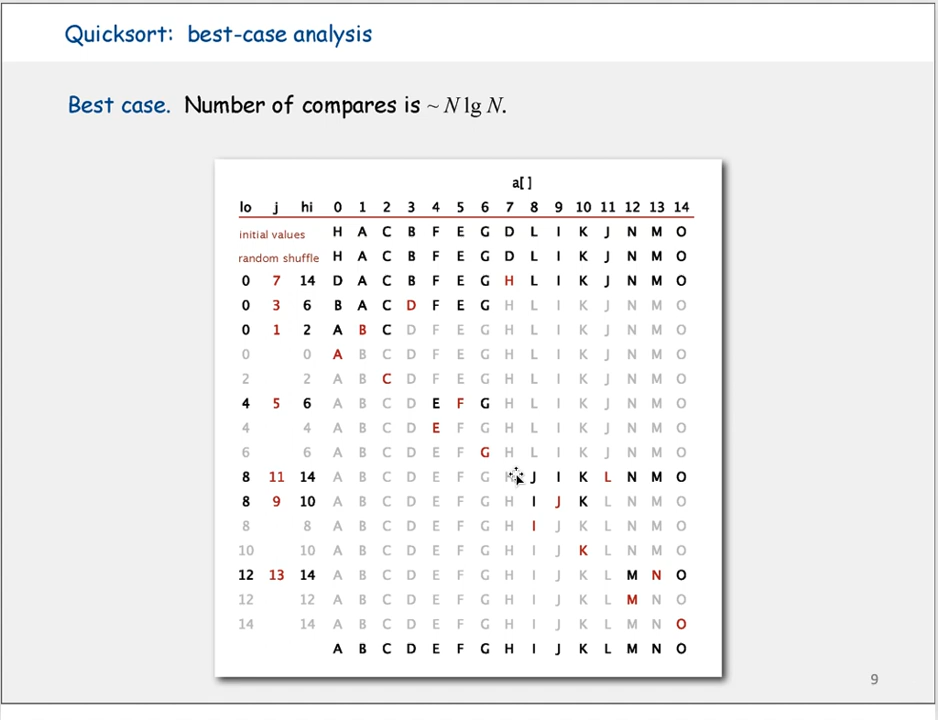 Quicksort: best-case analysis
Best case. Number of compares is ~ N lg N.
a[ ]
lo j hi 0 1 2 3 4 5 6 7 8 9 10 11 12 13 14
initial values H A C B F E G D L I K J N M O
random shuffle H A C B F E G D L I K J N M O
0 7 14 D A C B F E G H L I K J N M O
0 3 6 B A C D F E G H L I K J N M O
0 1 2 A B C D F E G H L I K J N M O
0 0 A B C D F E G H L I K J N M O
2 2 A B C D F E G H L I K J N M O
4 5 6 A B C D E F G H L I K J N M O
4 4 A B C D E F G H L I K J N M O
6 6 A B C D E F G H L I K J N M O
8 11 14 A B C D E F G H J I K L N M O
8 9 10 A B C D E F G H I J K L N M O
8 8 A B C D E F G H I J K L N M O
10 10 A B C D E F G H I J K L N M O
12 13 14 A B C D E F G H I J K L M N O
12 12 A B C D E F G H I J K L M N O
14 14 A B C D E F G H I J K L M N O
A B C D E F G H I J K L M N O
9